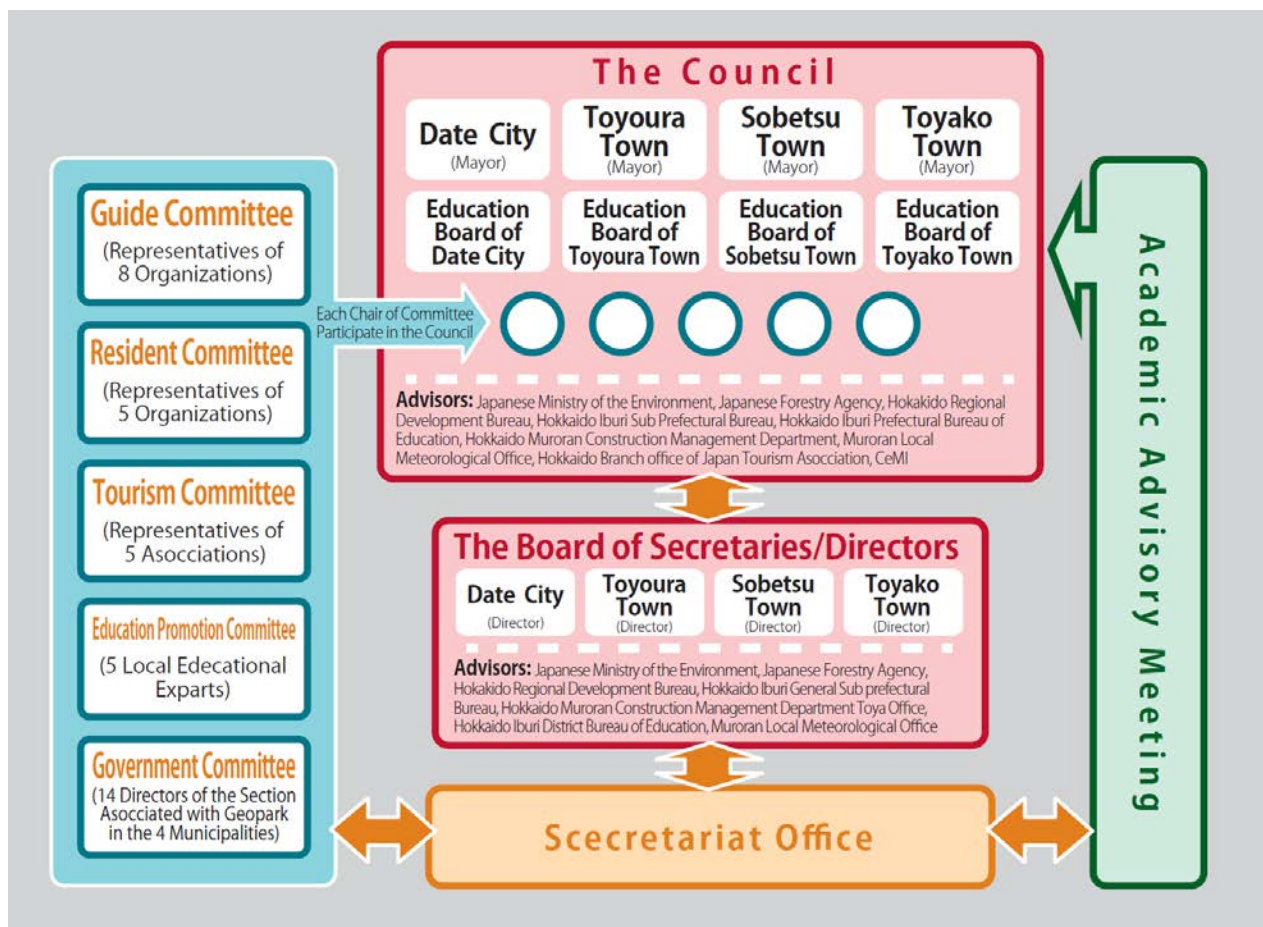 The Council
Date City
(Mayor)
Toyoura
Town
(Mayor)
Sobetsu
Town
(Mayor)
Toyako
Town
(Mayor)
Education
Board of
Date City
Education
Board of
Toyoura Town
Education
Board of
Sobetsu Town
Education
Board of
Toyako Town
Advisors: Japanese Ministry of the Environment, Japanese Forestry Agency, Hokakido Regional
Development Bureau, Hokkaido Iburi Sub Prefectural Bureau, Hokkaido Iburi Prefectural Bureau of
Education, Hokkaido Muroran Construction Management Department, Muroran Local
Meteorological Office, Hokkaido Branch office of Japan Tourism Asocciation, CeMI
Guide Committee
(Representatives of
8 Organizations)
Each Chair of Committee
Participate in the Council
Resident Committee
(Representatives of
5 Organizations)
Tourism Committee
(Representatives of
5 Asocciations)
Education Promotion Committee
(5 Local Edecational
Exparts)
Government Committee
(14 Directors of the Section
Asocciated with Geopark
in the 4 Municipalities)
The Board of Secretaries/Directors
Date City
(Director)
Toyoura
Town
(Director)
Sobetsu
Town
(Director)
Toyako
Town
(Director)
Advisors: Japanese Ministry of the Environment, Japanese Forestry Agency,
Hokakido Regional Development Bureau, Hokkaido Iburi General Sub prefectural
Bureau, Hokkaido Muroran Construction Management Department Toya Office,
Hokkaido Iburi District Bureau of Education, Muroran Local Meteorological Office
Scecretariat Office
Academic Advisory Meeting